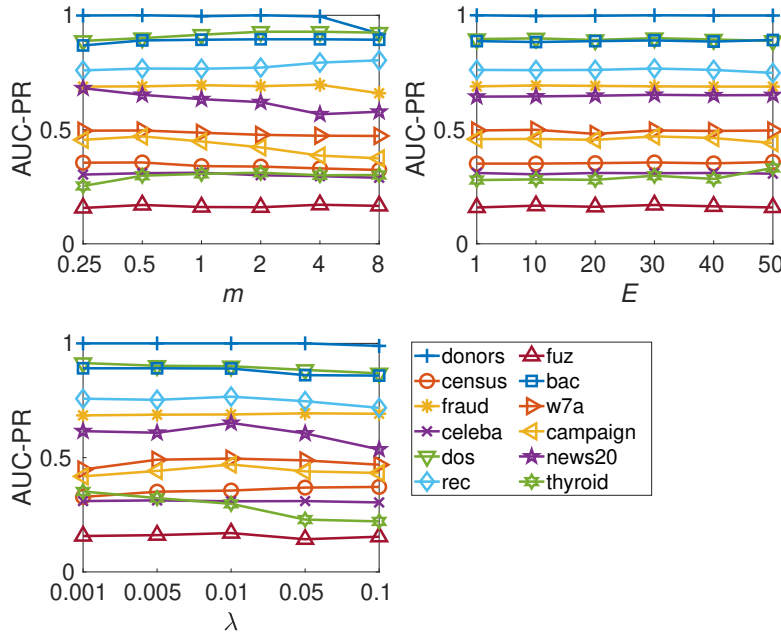 1
0.5
0
AUC-PR
0.25 0.5 1 2 4 8
m
1
0.5
0
AUC-PR
1 10 20 30 40 50
E
1
0.5
0
AUC-PR
0.001 0.005 0.01 0.05 0.1
λ
donors fuz
census bac
fraud w7a
celeba campaign
dos news20
rec thyroid